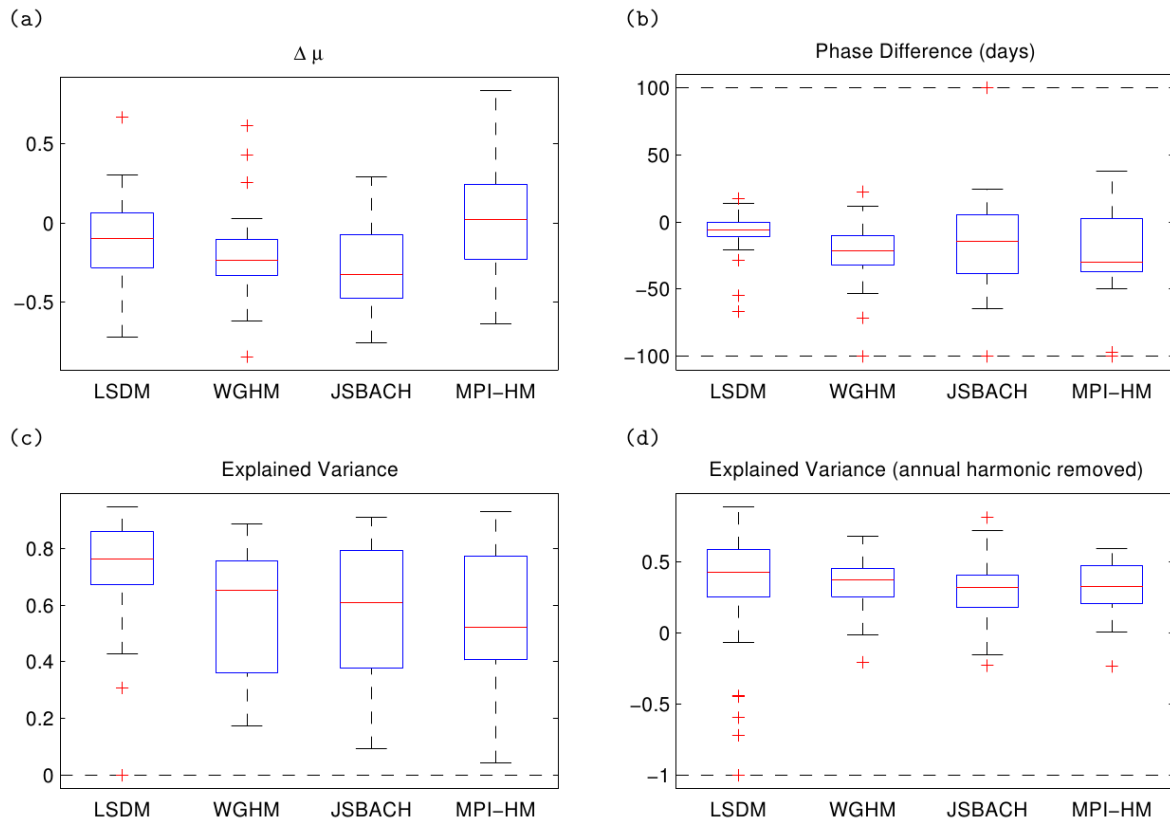 (a)
Δ μ
0.5
0
−0.5
LSDM WGHM JSBACH MPI−HM
(b)
Phase Difference (days)
100
50
0
−50
−100
LSDM WGHM JSBACH MPI−HM
(c)
Explained Variance
0.8
0.6
0.4
0.2
0
LSDM WGHM JSBACH MPI−HM
(d)
Explained Variance (annual harmonic removed)
0.5
0
−0.5
−1
LSDM WGHM JSBACH MPI−HM